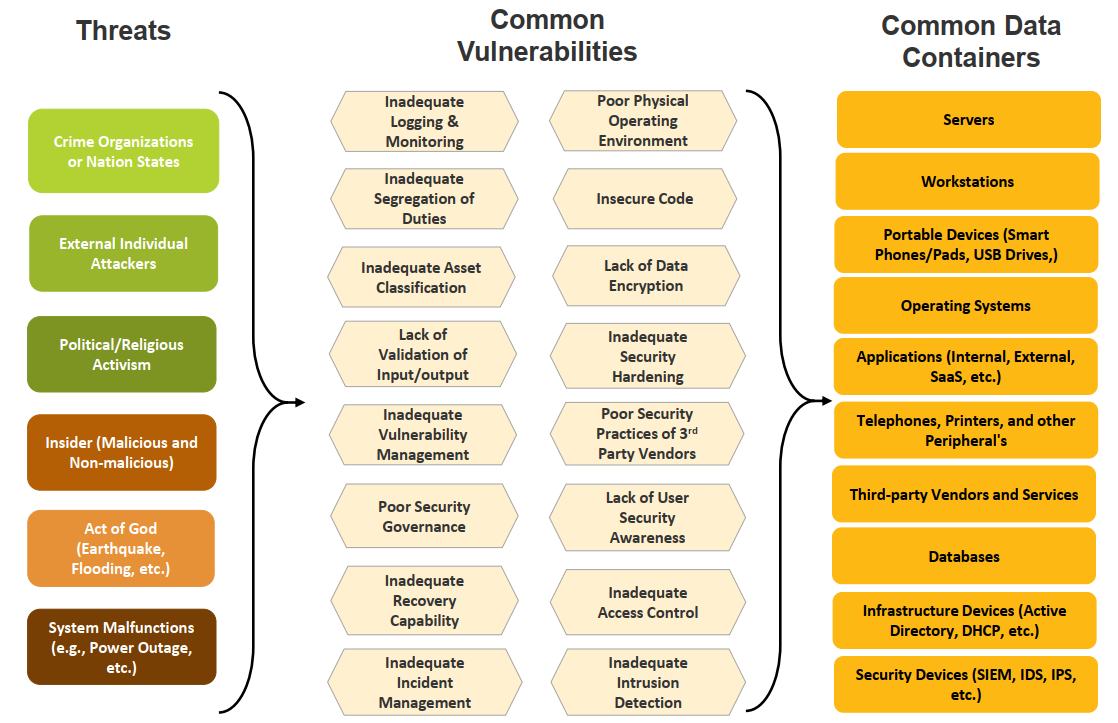 Threats
Crime Organizations
or Nation States
External Individual
Attackers
Political/Religious
Activism
Insider (Malicious and
Non-malicious)
Act of God
(Earthquake,
Flooding, etc.)
System Malfunctions
(e.g., Power Outage,
etc.)
Common
Vulnerabilities
Inadequate
Logging &
Monitoring
Inadequate
Segregation of
Duties
Inadequate Asset
Classification
Lack of
Validation of
Input/output
Inadequate
Vulnerability
Management
Poor Security
Governance
Inadequate
Recovery
Capability
Inadequate
Incident
Management
Poor Physical
Operating
Environment
Insecure Code
Lack of Data
Encryption
Inadequate
Security
Hardening
Poor Security
Practices of 3rd
Party Vendors
Lack of User
Security
Awareness
Inadequate
Access Control
Inadequate
Intrusion
Detection
Common Data
Containers
Servers
Workstations
Portable Devices (Smart
Phones/Pads, USB Drives,)
Operating Systems
Applications (Internal, External,
SaaS, etc.)
Telephones, Printers, and other
Peripheral's
Third-party Vendors and Services
Databases
Infrastructure Devices (Active
Directory, DHCP, etc.)
Security Devices (SIEM, IDS, IPS,
etc.)